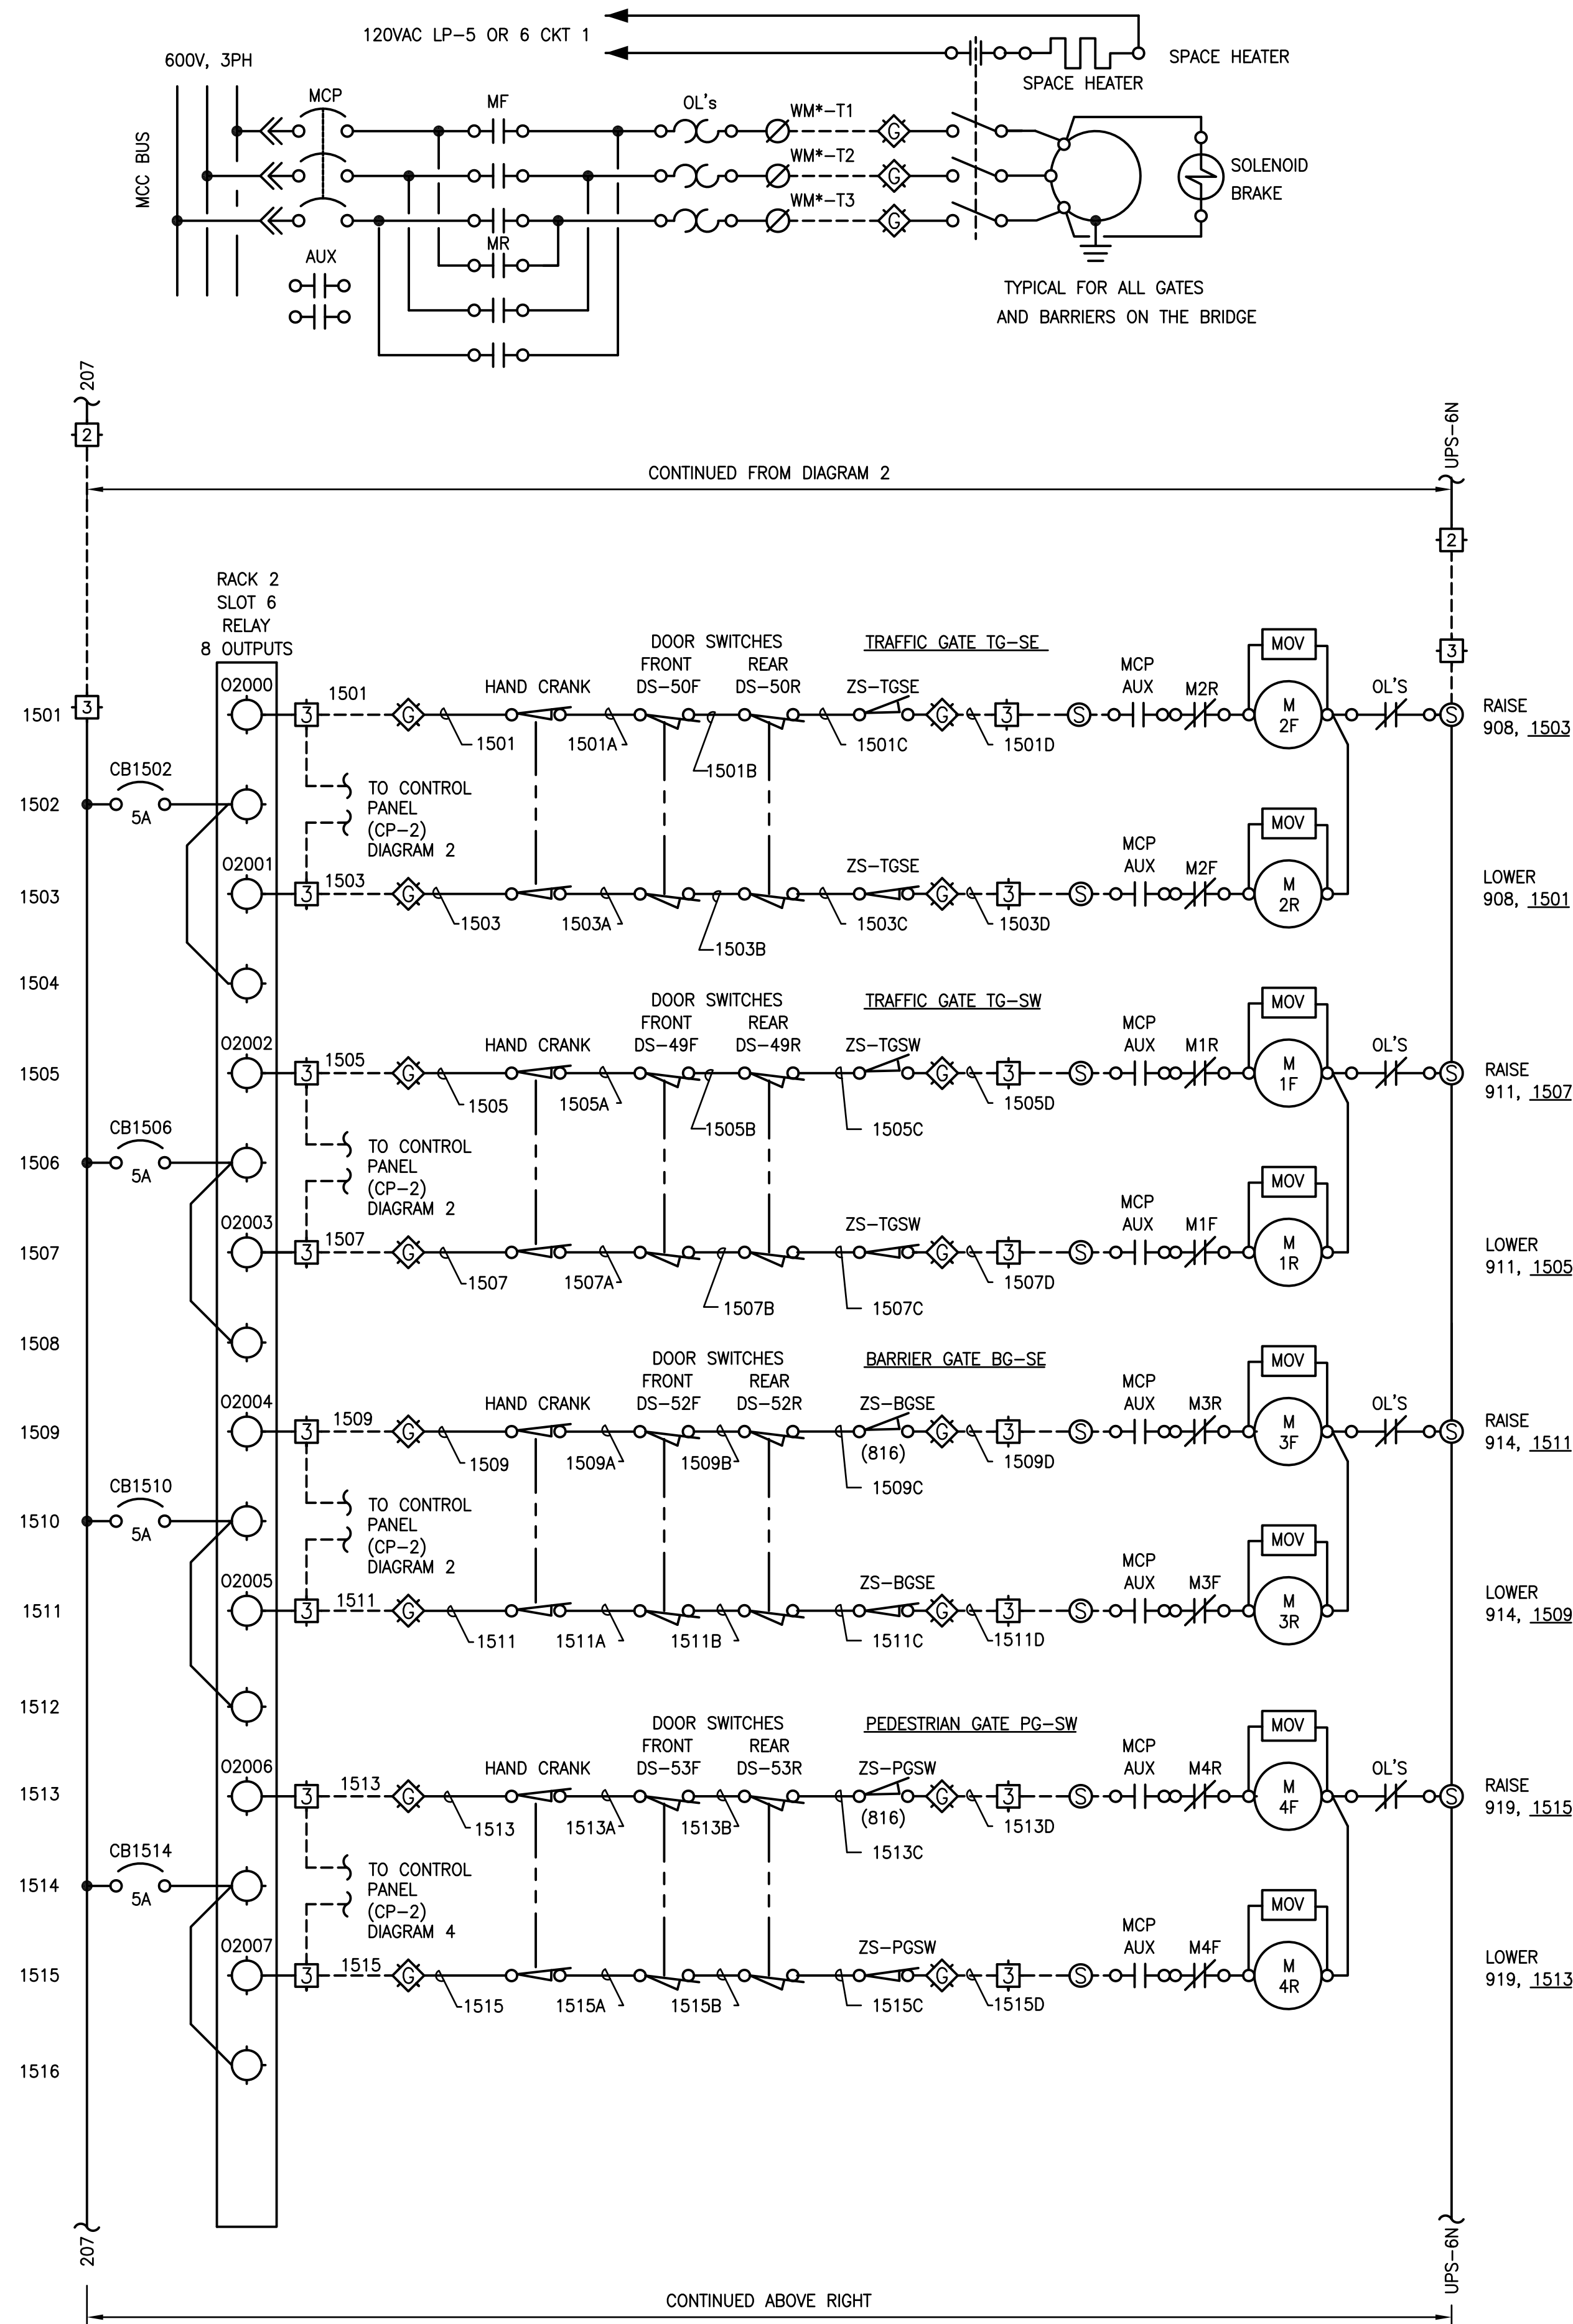 120VAC LP-5 OR 6 CKT 1
SPACE HEATER
SPACE HEATER
600V, 3PH
MCC BUS
MCP
MF
OL's
WM*-T1
G
WM*-T2
G
WM*-T3
G
SOLENOID
BRAKE
MR
AUX
TYPICAL FOR ALL GATES
AND BARRIERS ON THE BRIDGE
207
2
UPS-6N
CONTINUED FROM DIAGRAM 2
2
3
3
RACK 2
SLOT 6
RELAY
8 OUTPUTS
DOOR SWITCHES
FRONT REAR
DS-50F DS-50R
TRAFFIC GATE TG-SE
HAND CRANK
ZS-TGSE
MCP
AUX
M2R
MOV
M
2F
OL'S
S
RAISE
908, 1503
1501
O2000
3
1501
G
1501
1501A
1501B
1501C
G
1501D
3
S
CB1502
5A
1502
TO CONTROL
PANEL
(CP-2)
DIAGRAM 2
O2001
1503
3
1503
G
1503
1503A
1503B
ZS-TGSE
1503C
G
1503D
3
S
MCP
AUX
M2F
MOV
M
2R
LOWER
908, 1501
1504
DOOR SWITCHES
FRONT REAR
DS-49F DS-49R
TRAFFIC GATE TG-SW
HAND CRANK
ZS-TGSW
MCP
AUX
M1R
MOV
M
1F
OL'S
S
RAISE
911, 1507
1505
O2002
3
1505
G
1505
1505A
1505B
1505C
G
1505D
3
S
CB1506
5A
1506
TO CONTROL
PANEL
(CP-2)
DIAGRAM 2
O2003
1507
3
1507
G
1507
1507A
1507B
ZS-TGSW
1507C
G
1507D
3
S
MCP
AUX
M1F
MOV
M
1R
LOWER
911, 1505
1508
DOOR SWITCHES
FRONT REAR
DS-52F DS-52R
BARRIER GATE BG-SE
HAND CRANK
ZS-BGSE
(816)
MCP
AUX
M3R
MOV
M
3F
OL'S
S
RAISE
914, 1511
1509
O2004
3
1509
G
1509
1509A
1509B
1509C
G
1509D
3
S
CB1510
5A
1510
TO CONTROL
PANEL
(CP-2)
DIAGRAM 2
O2005
1511
3
1511
G
1511
1511A
1511B
ZS-BGSE
1511C
G
1511D
3
S
MCP
AUX
M3F
MOV
M
3R
LOWER
914, 1509
1512
DOOR SWITCHES
FRONT REAR
DS-53F DS-53R
PEDESTRIAN GATE PG-SW
HAND CRANK
ZS-PGSW
(816)
MCP
AUX
M4R
MOV
M
4F
OL'S
S
RAISE
919, 1515
1513
O2006
3
1513
G
1513
1513A
1513B
1513C
G
1513D
3
S
CB1514
5A
1514
TO CONTROL
PANEL
(CP-2)
DIAGRAM 4
O2007
1515
3
1515
G
1515
1515A
1515B
ZS-PGSW
1515C
G
1515D
3
S
MCP
AUX
M4F
MOV
M
4R
LOWER
919, 1513
1516
207
UPS-6N
CONTINUED ABOVE RIGHT